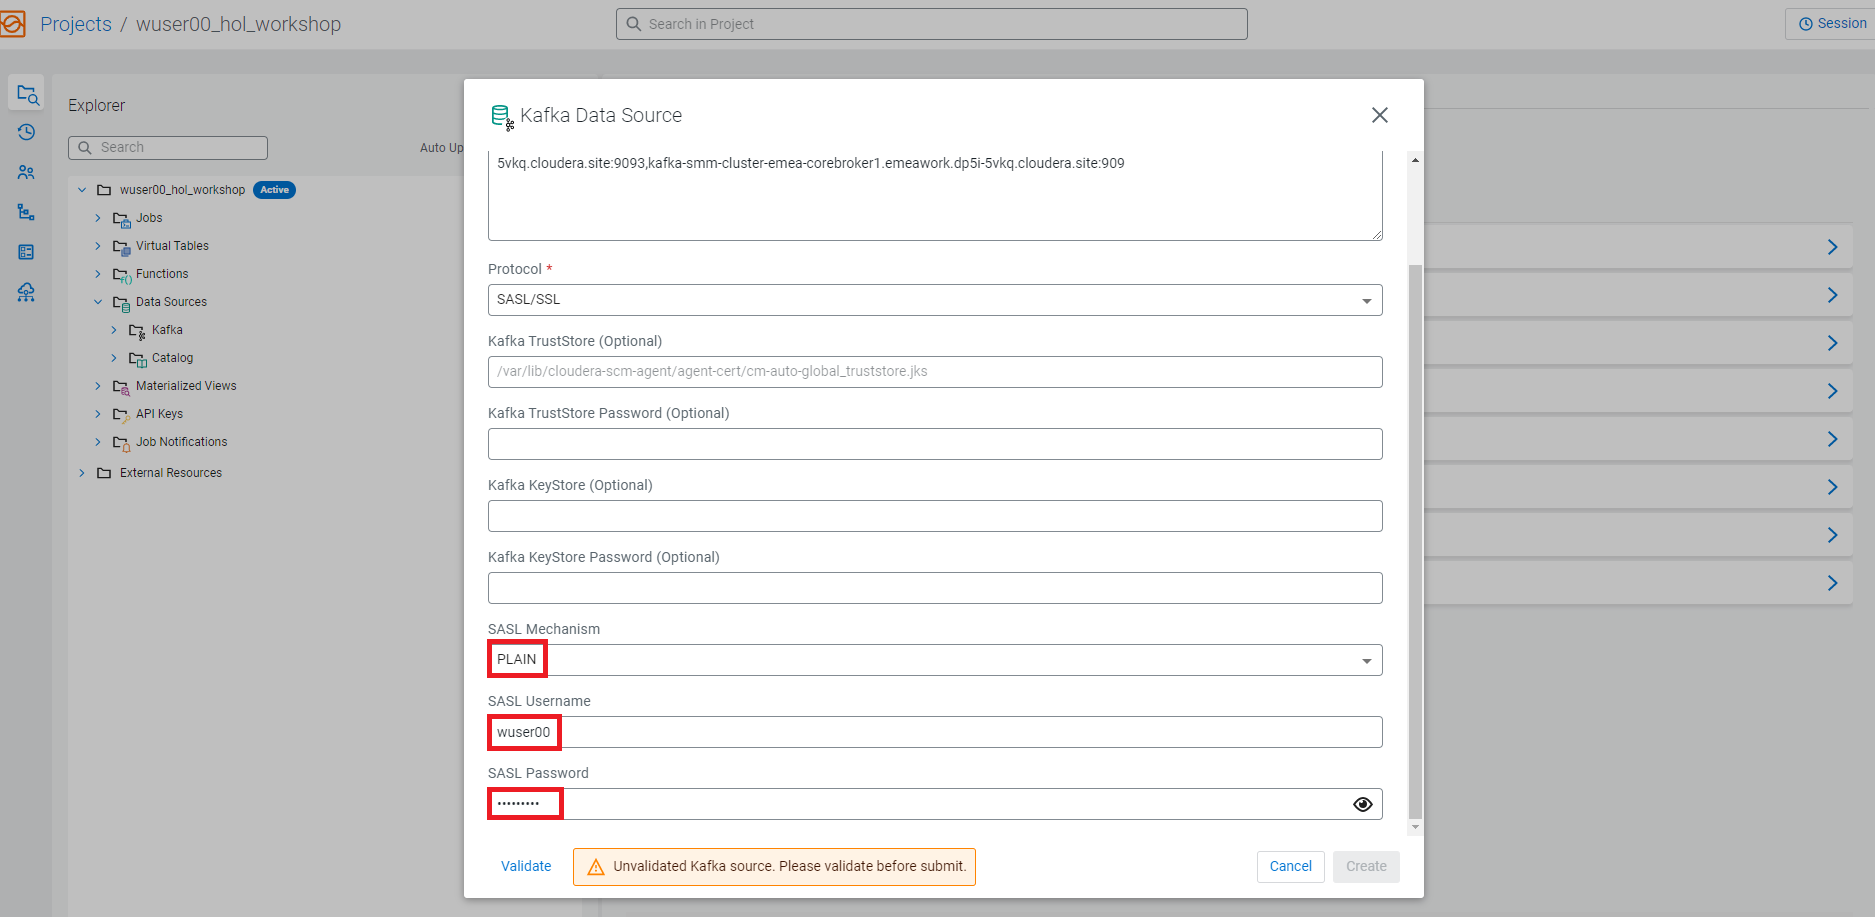 Projects / wuser00_hol_workshop
Search in Project
Session
Explorer
Search
Auto Up
wuser00_hol_workshop Active
Jobs
Virtual Tables
Functions
Data Sources
Kafka
Catalog
Materialized Views
API Keys
Job Notifications
External Resources
Kafka Data Source
5vkq.cloudera.site:9093,kafka-smm-cluster-emea-corebroker1.emeawork.dp5i-5vkq.cloudera.site:909
Protocol *
SASL/SSL
Kafka TrustStore (Optional)
/var/lib/cloudera-scm-agent/agent-cert/cm-auto-global_truststore.jks
Kafka TrustStore Password (Optional)
Kafka KeyStore (Optional)
Kafka KeyStore Password (Optional)
SASL Mechanism
PLAIN
SASL Username
wuser00
SASL Password
•••••••••
Validate
Unvalidated Kafka source. Please validate before submit.
Cancel
Create